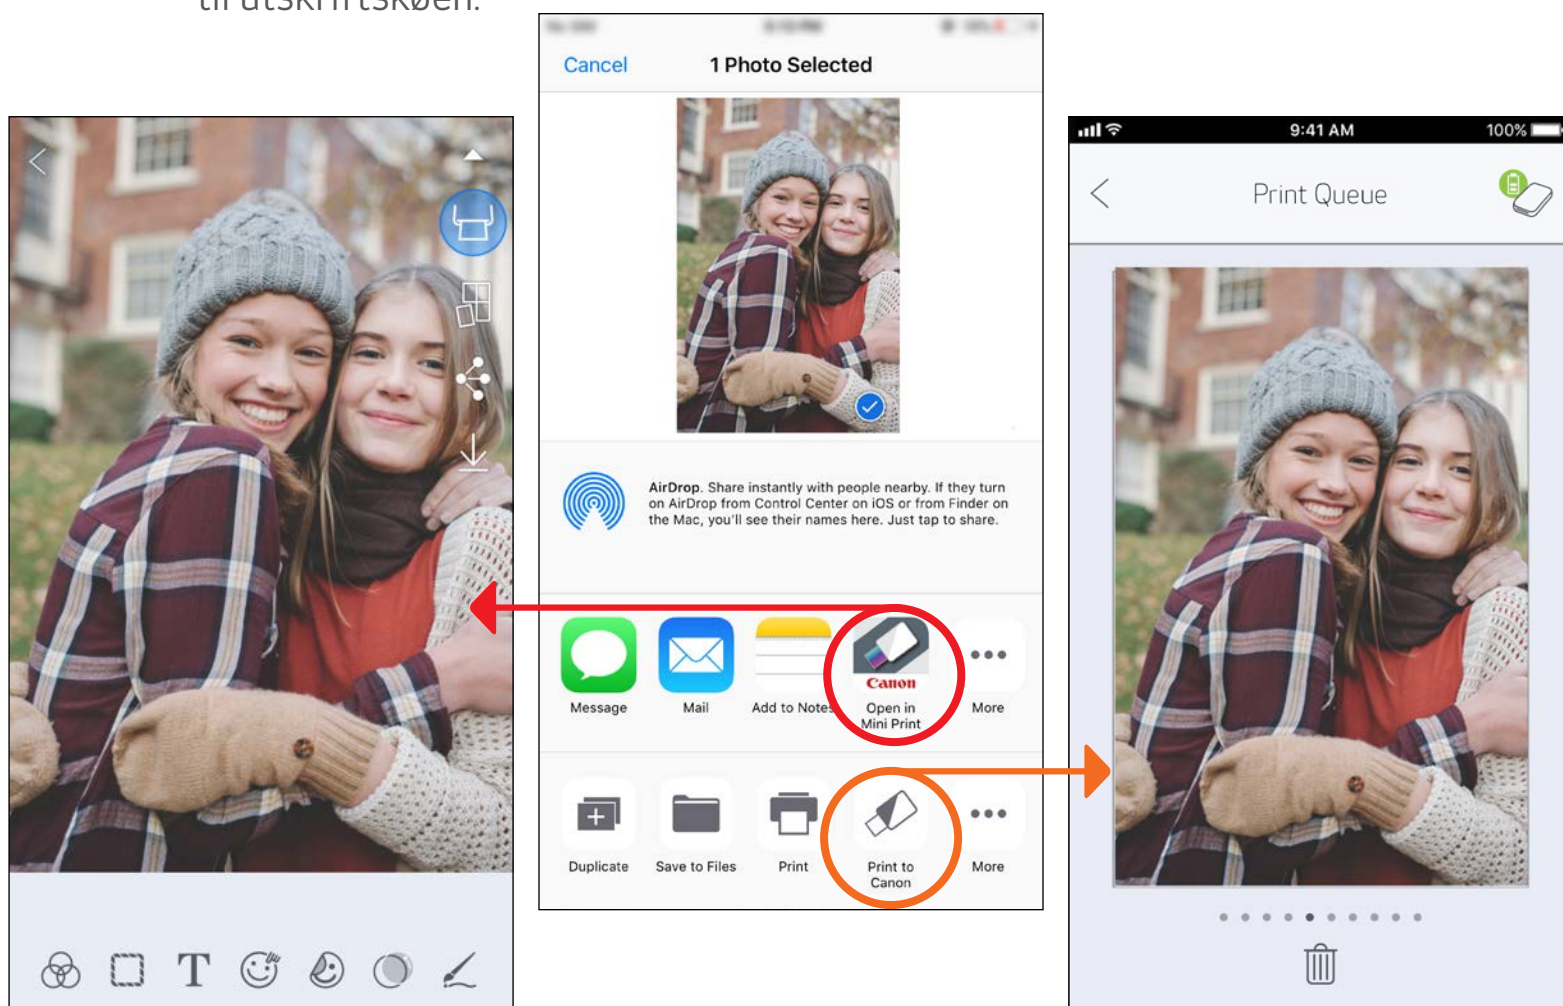 til utskriftskøen.
Cancel
1 Photo Selected
AirDrop. Share instantly with people nearby. If they turn
on AirDrop from Control Center on iOS or from Finder on
the Mac, you'll see their names here. Just tap to share.
Canon
Message
Mail
Add to Notes
Open in
Mini Print
More
Duplicate
Save to Files
Print
Print to
Canon
More
9:41 AM
100%
Print Queue
T